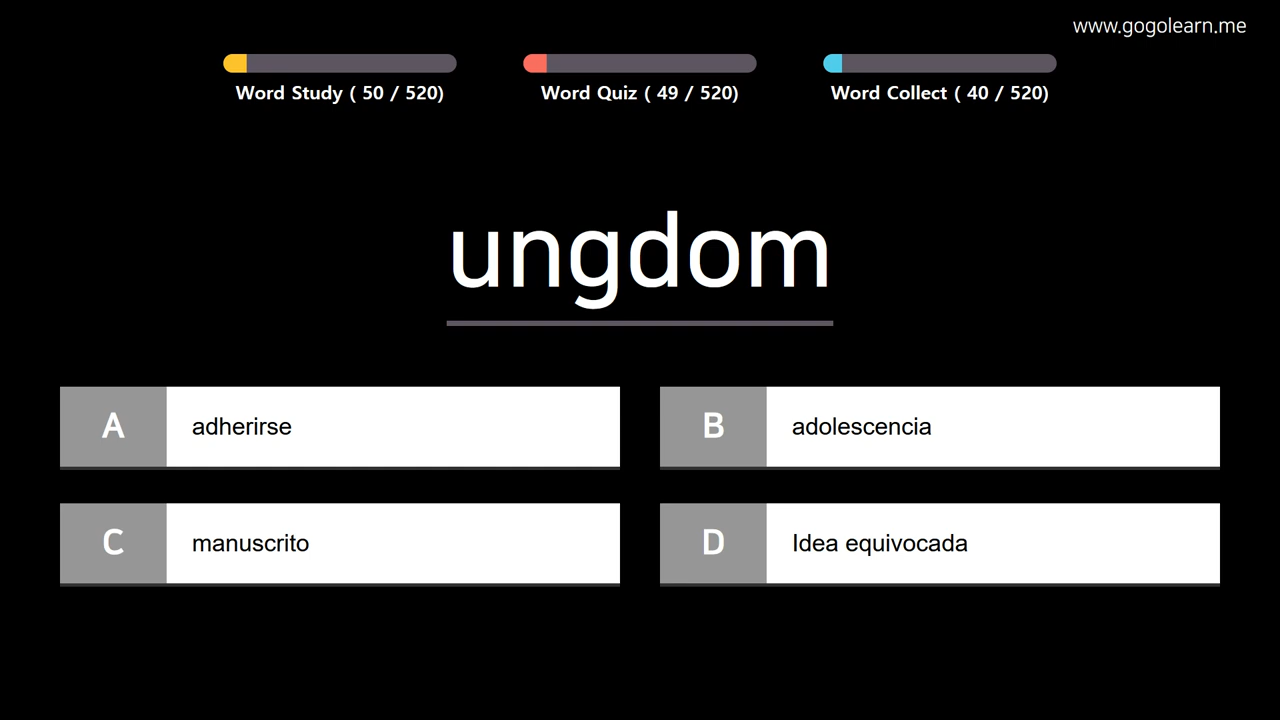 www.gogolearn.me
Word Study ( 50 / 520)
Word Quiz ( 49 / 520)
Word Collect ( 40 / 520)
ungdom
A adherirse
B adolescencia
C manuscrito
D Idea equivocada